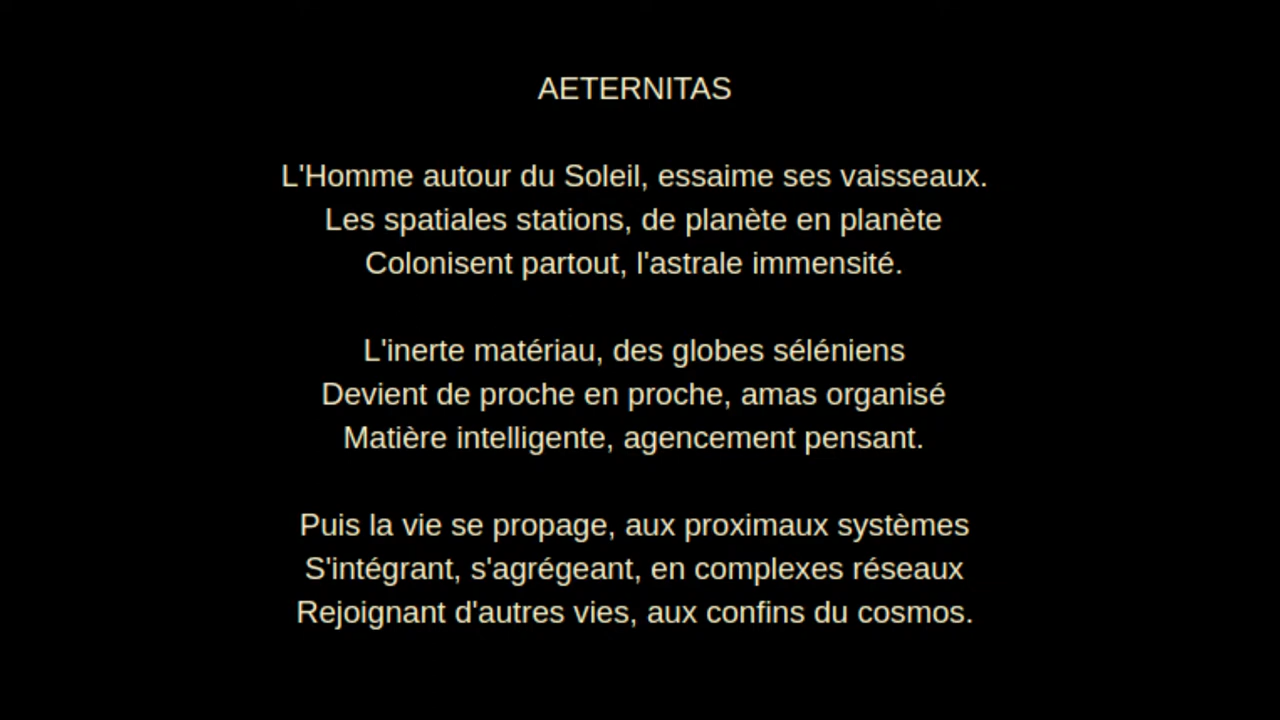 AETERNITAS
L'Homme autour du Soleil, essaime ses vaisseaux.
Les spatiales stations, de planète en planète
Colonisent partout, l'astrale immensité.
L'inerte matériau, des globes séléniens
Devient de proche en proche, amas organisé
Matière intelligente, agencement pensant.
Puis la vie se propage, aux proximaux systèmes
S'intégrant, s'agrégeant, en complexes réseaux
Rejoignant d'autres vies, aux confins du cosmos.